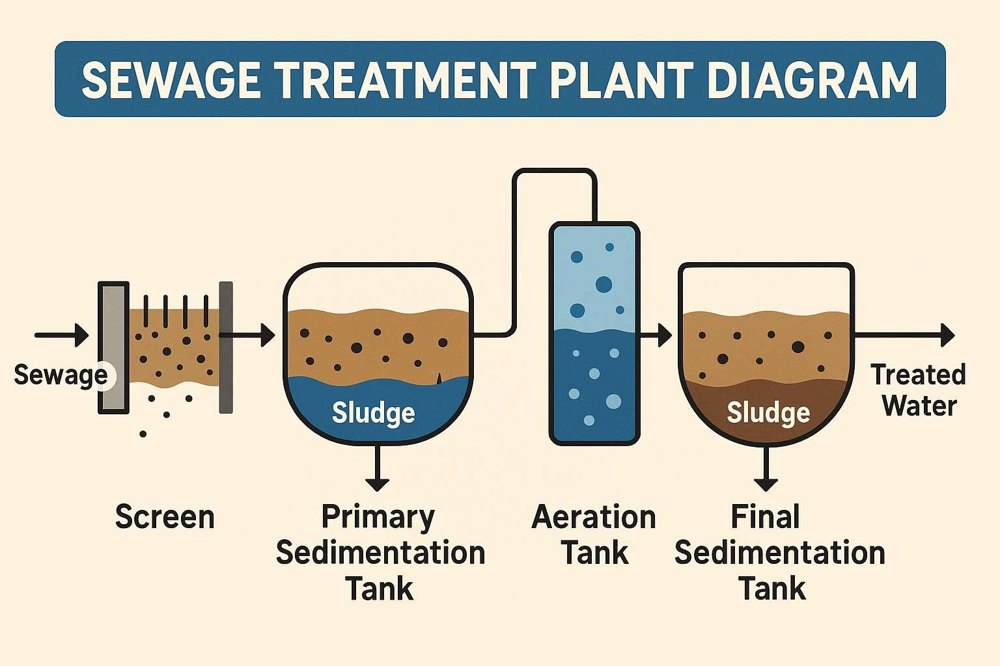 SEWAGE TREATMENT PLANT DIAGRAM
Sewage
Sludge
Sludge
Treated
Water
Screen
Primary
Sedimentation
Tank
Aeration
Tank
Final
Sedimentation
Tank